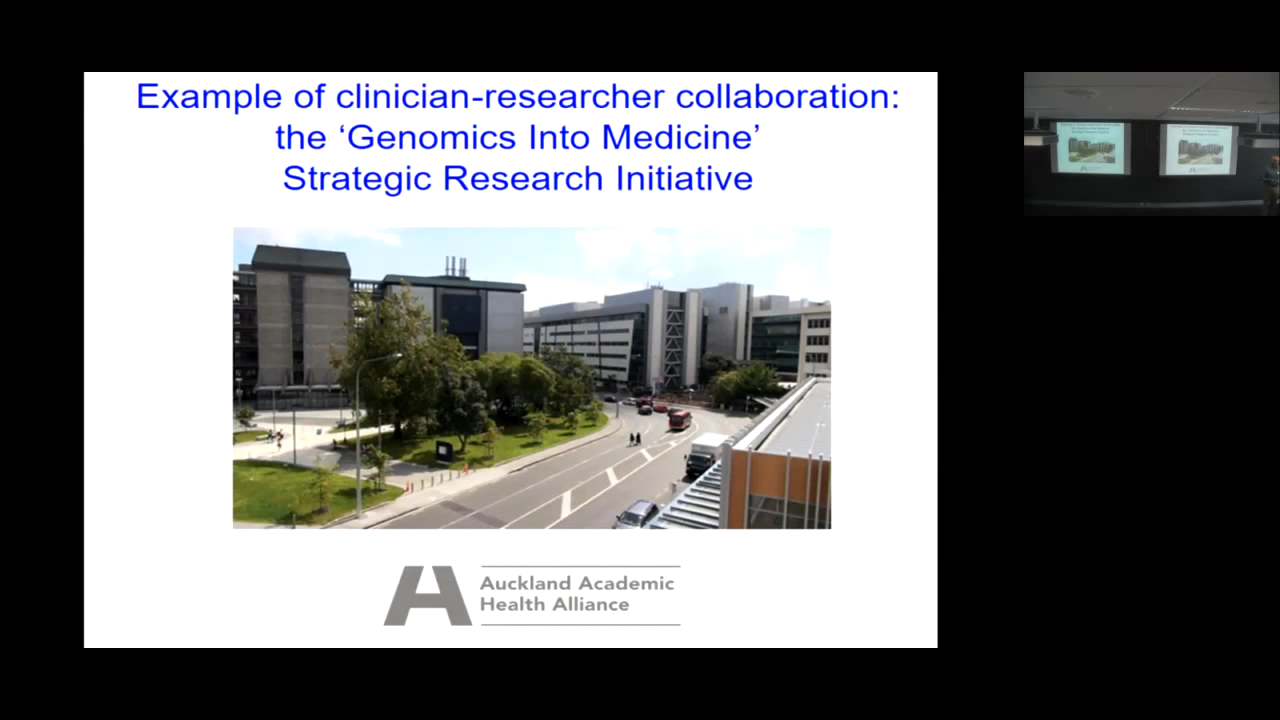 Example of clinician-researcher collaboration:
the ‘Genomics Into Medicine’
Strategic Research Initiative
Auckland Academic
Health Alliance